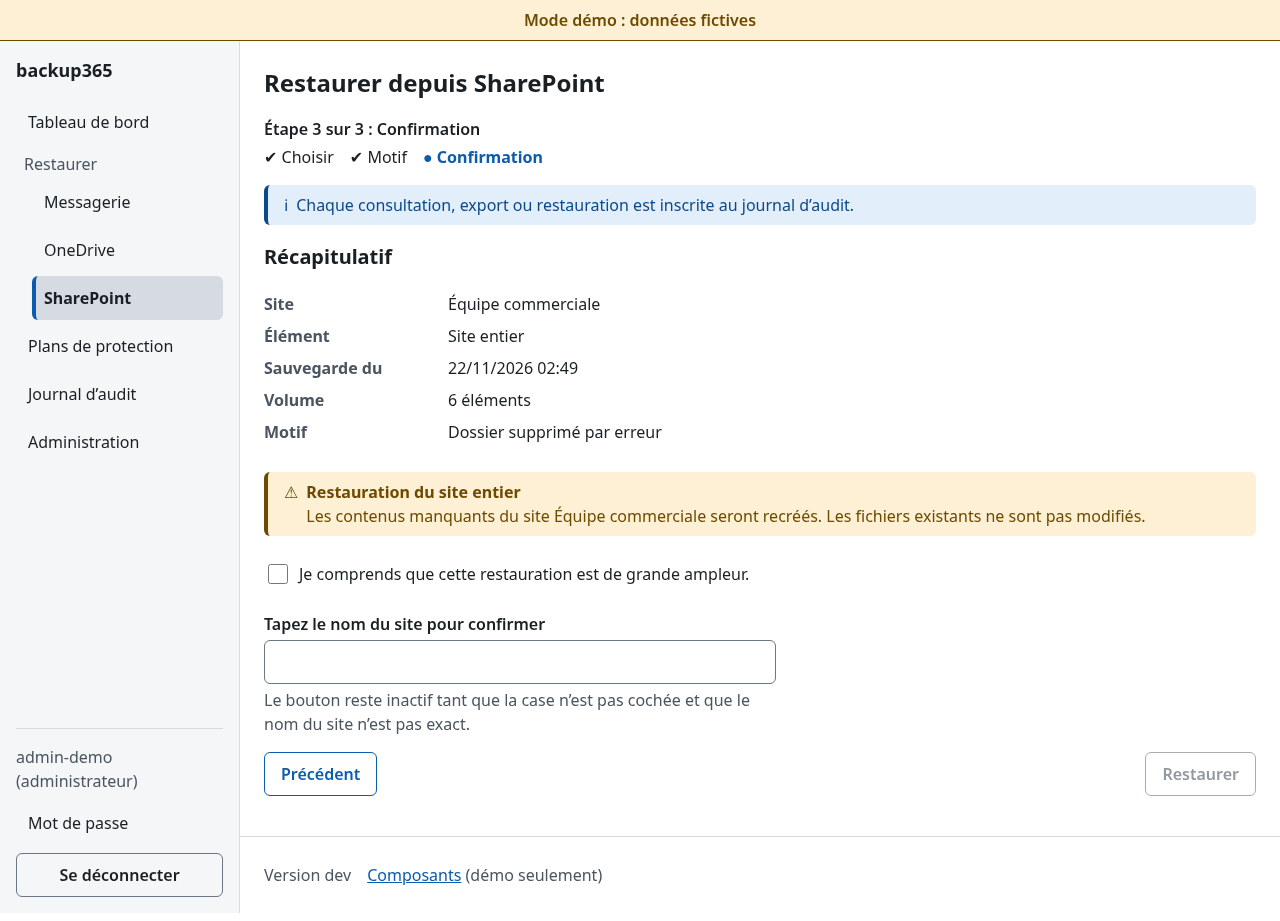 Mode démo : données fictives
backup365
Tableau de bord
Restaurer
Messagerie
OneDrive
SharePoint
Plans de protection
Journal d’audit
Administration
admin-demo
(administrateur)
Mot de passe
Se déconnecter
Restaurer depuis SharePoint
Étape 3 sur 3 : Confirmation
✔ Choisir ✔ Motif ● Confirmation
i Chaque consultation, export ou restauration est inscrite au journal d’audit.
Récapitulatif
Site Équipe commerciale
Élément Site entier
Sauvegarde du 22/11/2026 02:49
Volume 6 éléments
Motif Dossier supprimé par erreur
⚠ Restauration du site entier
Les contenus manquants du site Équipe commerciale seront recréés. Les fichiers existants ne sont pas modifiés.
Je comprends que cette restauration est de grande ampleur.
Tapez le nom du site pour confirmer
Le bouton reste inactif tant que la case n’est pas cochée et que le
nom du site n’est pas exact.
Précédent Restaurer
Version dev Composants (démo seulement)